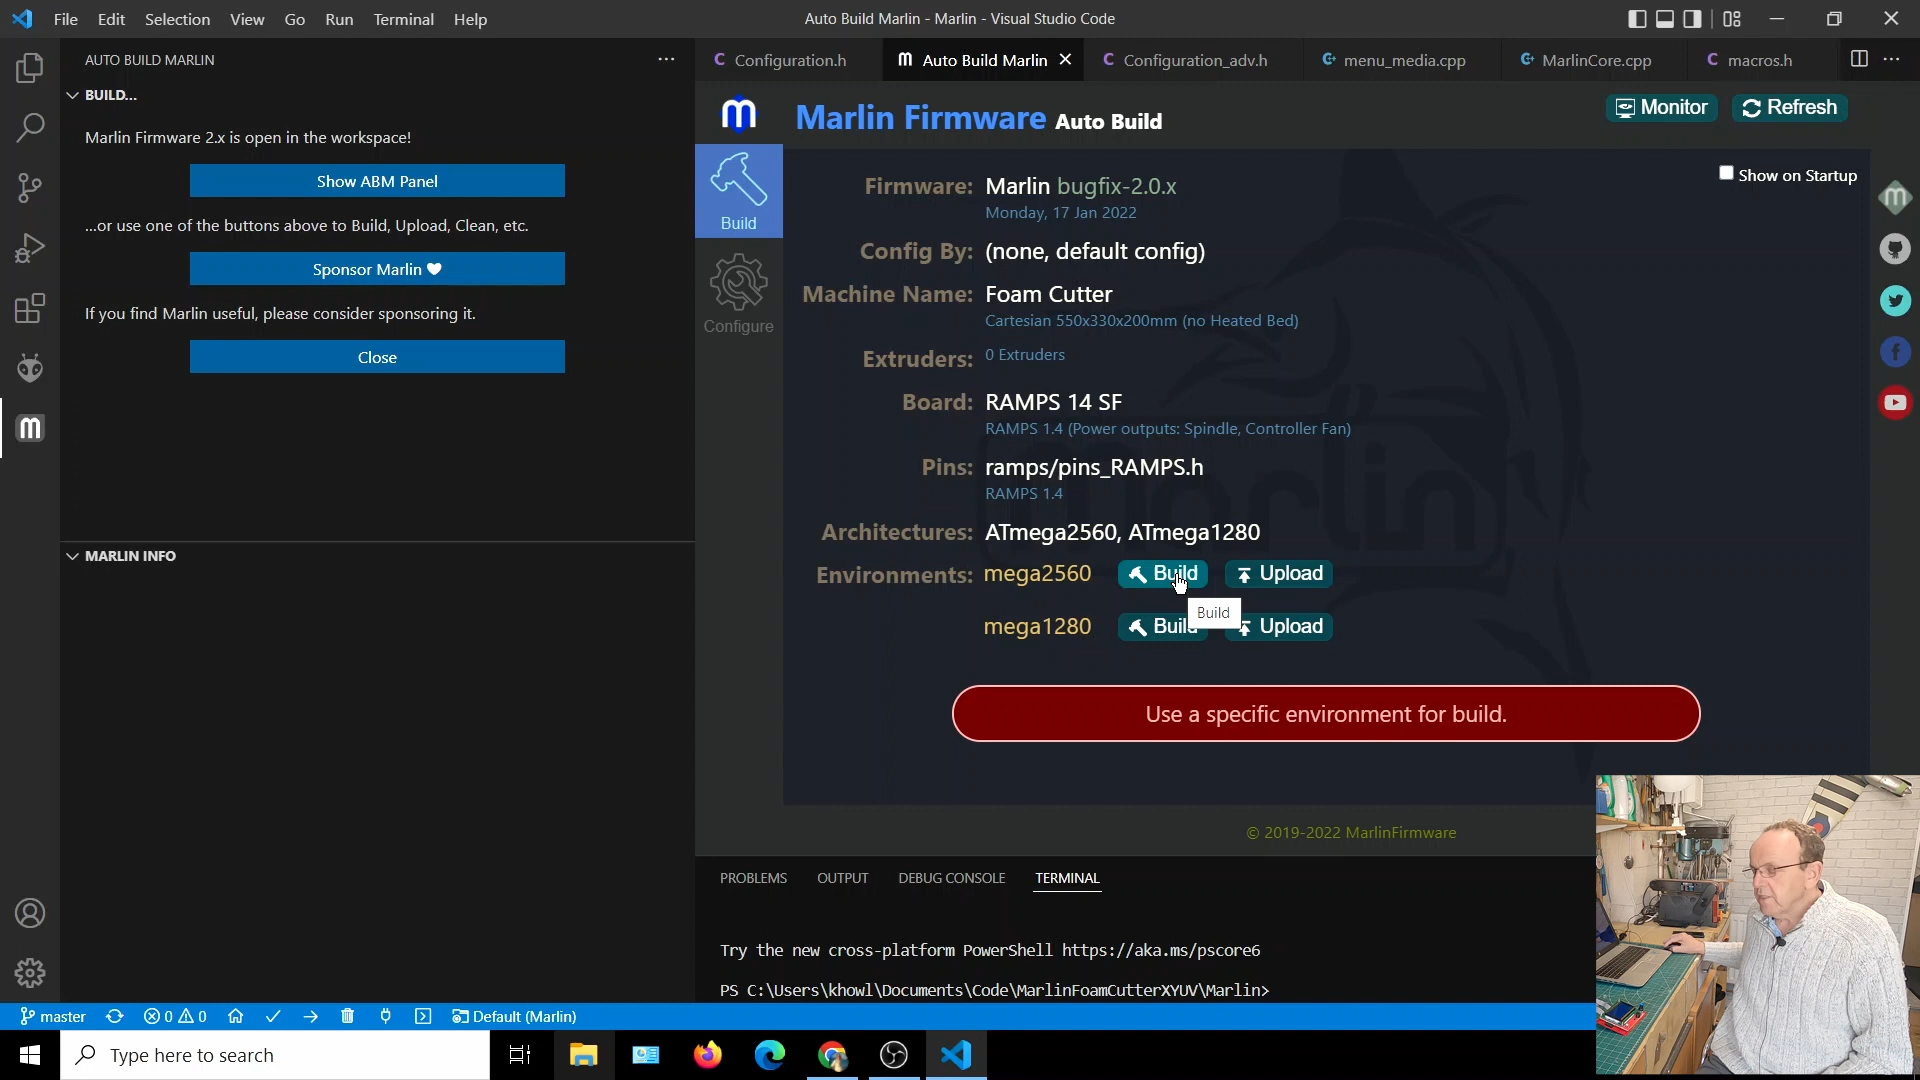 File Edit Selection View Go Run Terminal Help
Auto Build Marlin - Marlin - Visual Studio Code
AUTO BUILD MARLIN
BUILD...
Marlin Firmware 2.x is open in the workspace!
Show ABM Panel
...or use one of the buttons above to Build, Upload, Clean, etc.
Sponsor Marlin
If you find Marlin useful, please consider sponsoring it.
Close
MARLIN INFO
Configuration.h Auto Build Marlin Configuration_adv.h menu_media.cpp MarlinCore.cpp macros.h
Marlin Firmware Auto Build
Monitor Refresh
Build
Configure
Show on Startup
Firmware: Marlin bugfix-2.0.x
Monday, 17 Jan 2022
Config By: (none, default config)
Machine Name: Foam Cutter
Cartesian 550x330x200mm (no Heated Bed)
Extruders: 0 Extruders
Board: RAMPS 14 SF
RAMPS 1.4 (Power outputs: Spindle, Controller Fan)
Pins: ramps/pins_RAMPS.h
RAMPS 1.4
Architectures: ATmega2560, ATmega1280
Environments: mega2560 Build Upload
Build
mega1280 Build Upload
Use a specific environment for build.
© 2019-2022 MarlinFirmware
PROBLEMS OUTPUT DEBUG CONSOLE TERMINAL
Try the new cross-platform PowerShell https://aka.ms/pscore6
PS C:\Users\khowl\Documents\Code\MarlinFoamCutterXYUV\Marlin>
master 0 0 Default (Marlin)
Type here to search